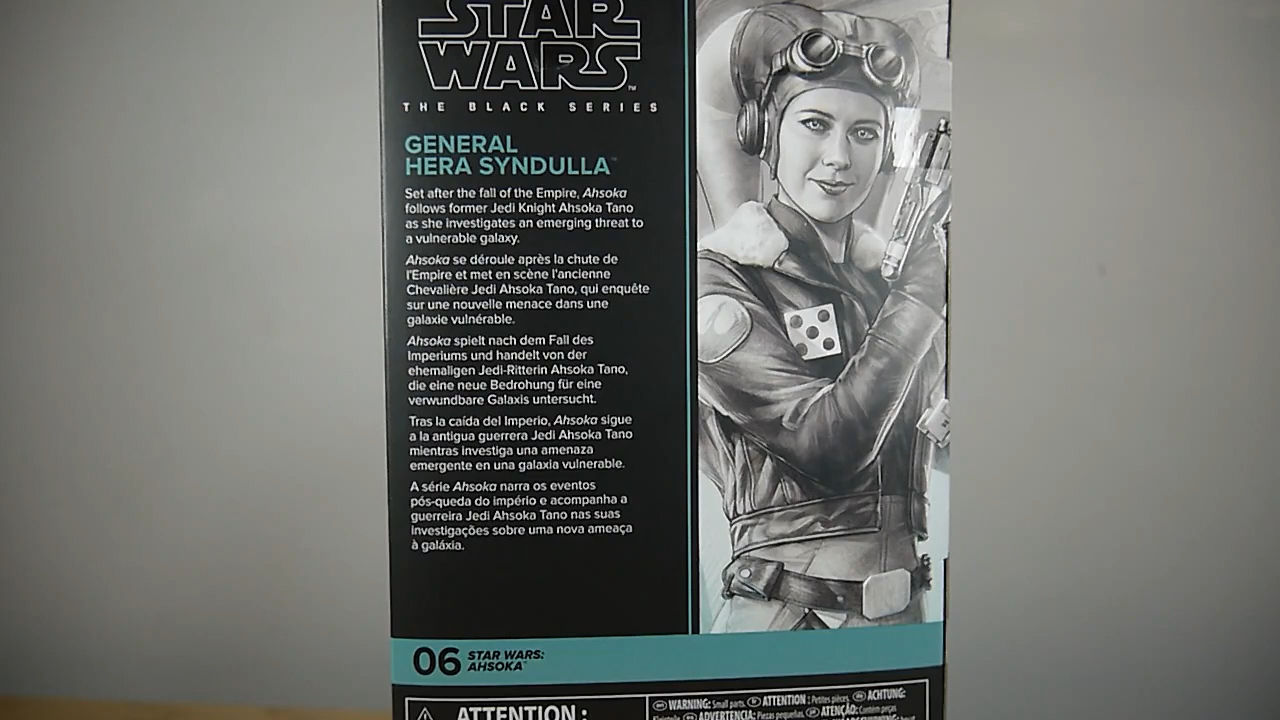 STAR
WARS™
THE BLACK SERIES
GENERAL
HERA SYNDULLA™
Set after the fall of the Empire, Ahsoka
follows former Jedi Knight Ahsoka Tano
as she investigates an emerging threat to
a vulnerable galaxy.
Ahsoka se déroule après la chute de
l'Empire et met en scène l'ancienne
Chevalière Jedi Ahsoka Tano, qui enquête
sur une nouvelle menace dans une
galaxie vulnérable.
Ahsoka spielt nach dem Fall des
Imperiums und handelt von der
ehemaligen Jedi-Ritterin Ahsoka Tano,
die eine neue Bedrohung für eine
verwundbare Galaxis untersucht.
Tras la caída del Imperio, Ahsoka sigue
a la antigua guerrera Jedi Ahsoka Tano
mientras investiga una amenaza
emergente en una galaxia vulnerable.
A série Ahsoka narra os eventos
pós-queda do império e acompanha a
guerreira Jedi Ahsoka Tano nas suas
investigações sobre uma nova ameaça
à galáxia.
06 STAR WARS:
AHSOKA™
ATTENTION :
WARNING: Small parts. ATTENTION : Petites pièces. ACHTUNG:
Kleinteile. ADVERTENCIA: Piezas pequeñas. ATENÇÃO: Contém peças